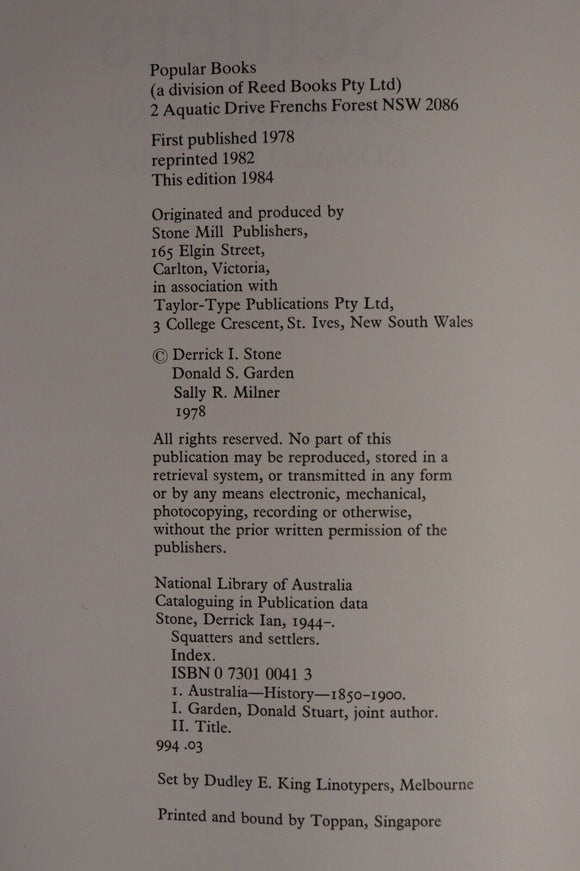 Popular Books
(a division of Reed Books Pty Ltd)
2 Aquatic Drive Frenchs Forest NSW 2086
First published 1978
reprinted 1982
This edition 1984
Originated and produced by
Stone Mill Publishers,
165 Elgin Street,
Carlton, Victoria,
in association with
Taylor-Type Publications Pty Ltd,
3 College Crescent, St. Ives, New South Wales
© Derrick I. Stone
Donald S. Garden
Sally R. Milner
1978
All rights reserved. No part of this
publication may be reproduced, stored in a
retrieval system, or transmitted in any form
or by any means electronic, mechanical,
photocopying, recording or otherwise,
without the prior written permission of the
publishers.
National Library of Australia
Cataloguing in Publication data
Stone, Derrick Ian, 1944–.
Squatters and settlers.
Index.
ISBN 0 7301 0041 3
1. Australia—History—1850-1900.
I. Garden, Donald Stuart, joint author.
II. Title.
994 .03
Set by Dudley E. King Linotypers, Melbourne
Printed and bound by Toppan, Singapore